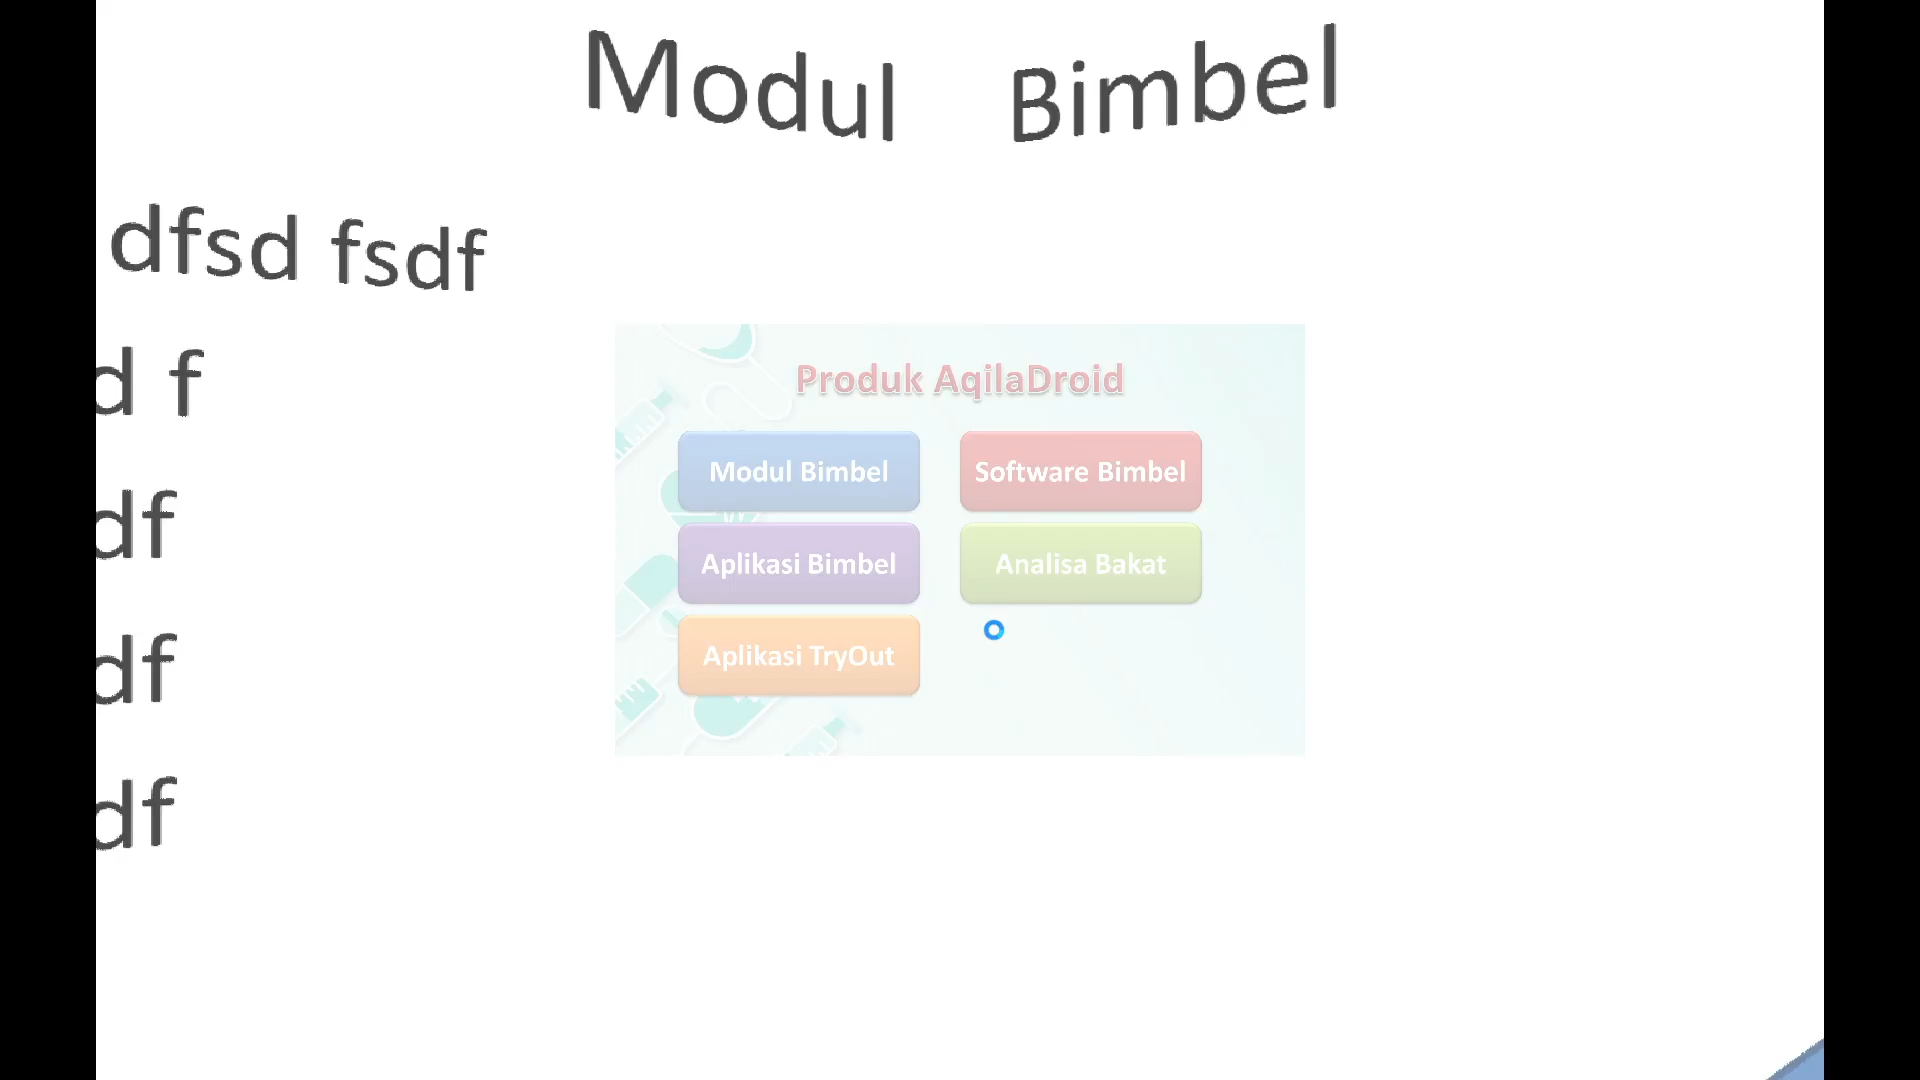 Modul Bimbel
dfsd fsdf
d f
df
df
df
Produk AqilaDroid
Modul Bimbel
Software Bimbel
Aplikasi Bimbel
Analisa Bakat
Aplikasi TryOut